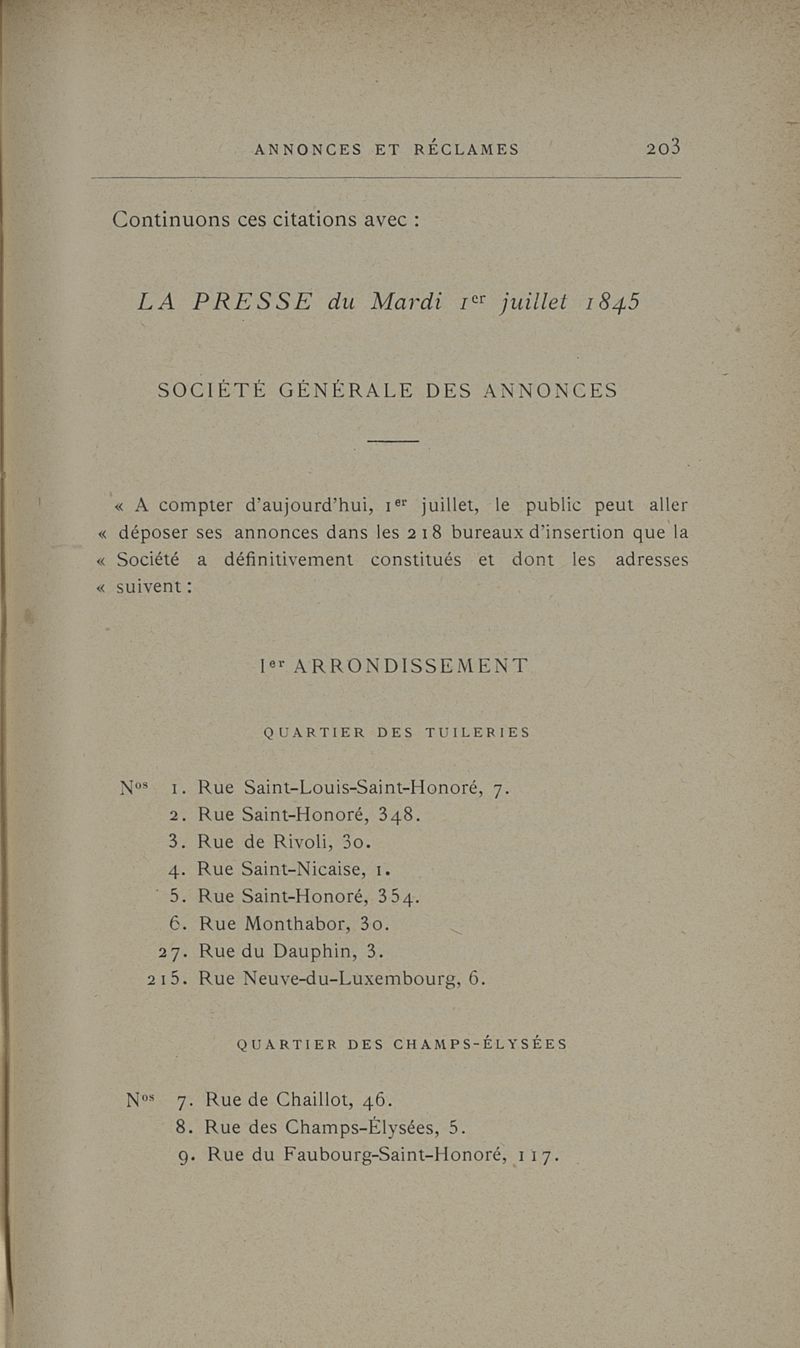 ANNONCES ET RÉCLAMES 203
Continuons ces citations avec :
LA PRESSE du Mardi 1er juillet 1845
SOCIÉTÉ GÉNÉRALE DES ANNONCES
« A compter d'aujourd'hui, 1er juillet, le public peut aller
« déposer ses annonces dans les 218 bureaux d'insertion que la
« Société a définitivement constitués et dont les adresses
« suivent :
Ier ARRONDISSEMENT
QUARTIER DES TUILERIES
Nos 1. Rue Saint-Louis-Saint-Honoré, 7.
2. Rue Saint-Honoré, 348.
3. Rue de Rivoli, 30.
4. Rue Saint-Nicaise, 1.
5. Rue Saint-Honoré, 354.
6. Rue Monthabor, 30.
27. Rue du Dauphin, 3.
215. Rue Neuve-du-Luxembourg, 6.
QUARTIER DES CHAMPS-ÉLYSÉES
Nos 7. Rue de Chaillot, 46.
8. Rue des Champs-Élysées, 5.
9. Rue du Faubourg-Saint-Honoré, 117.